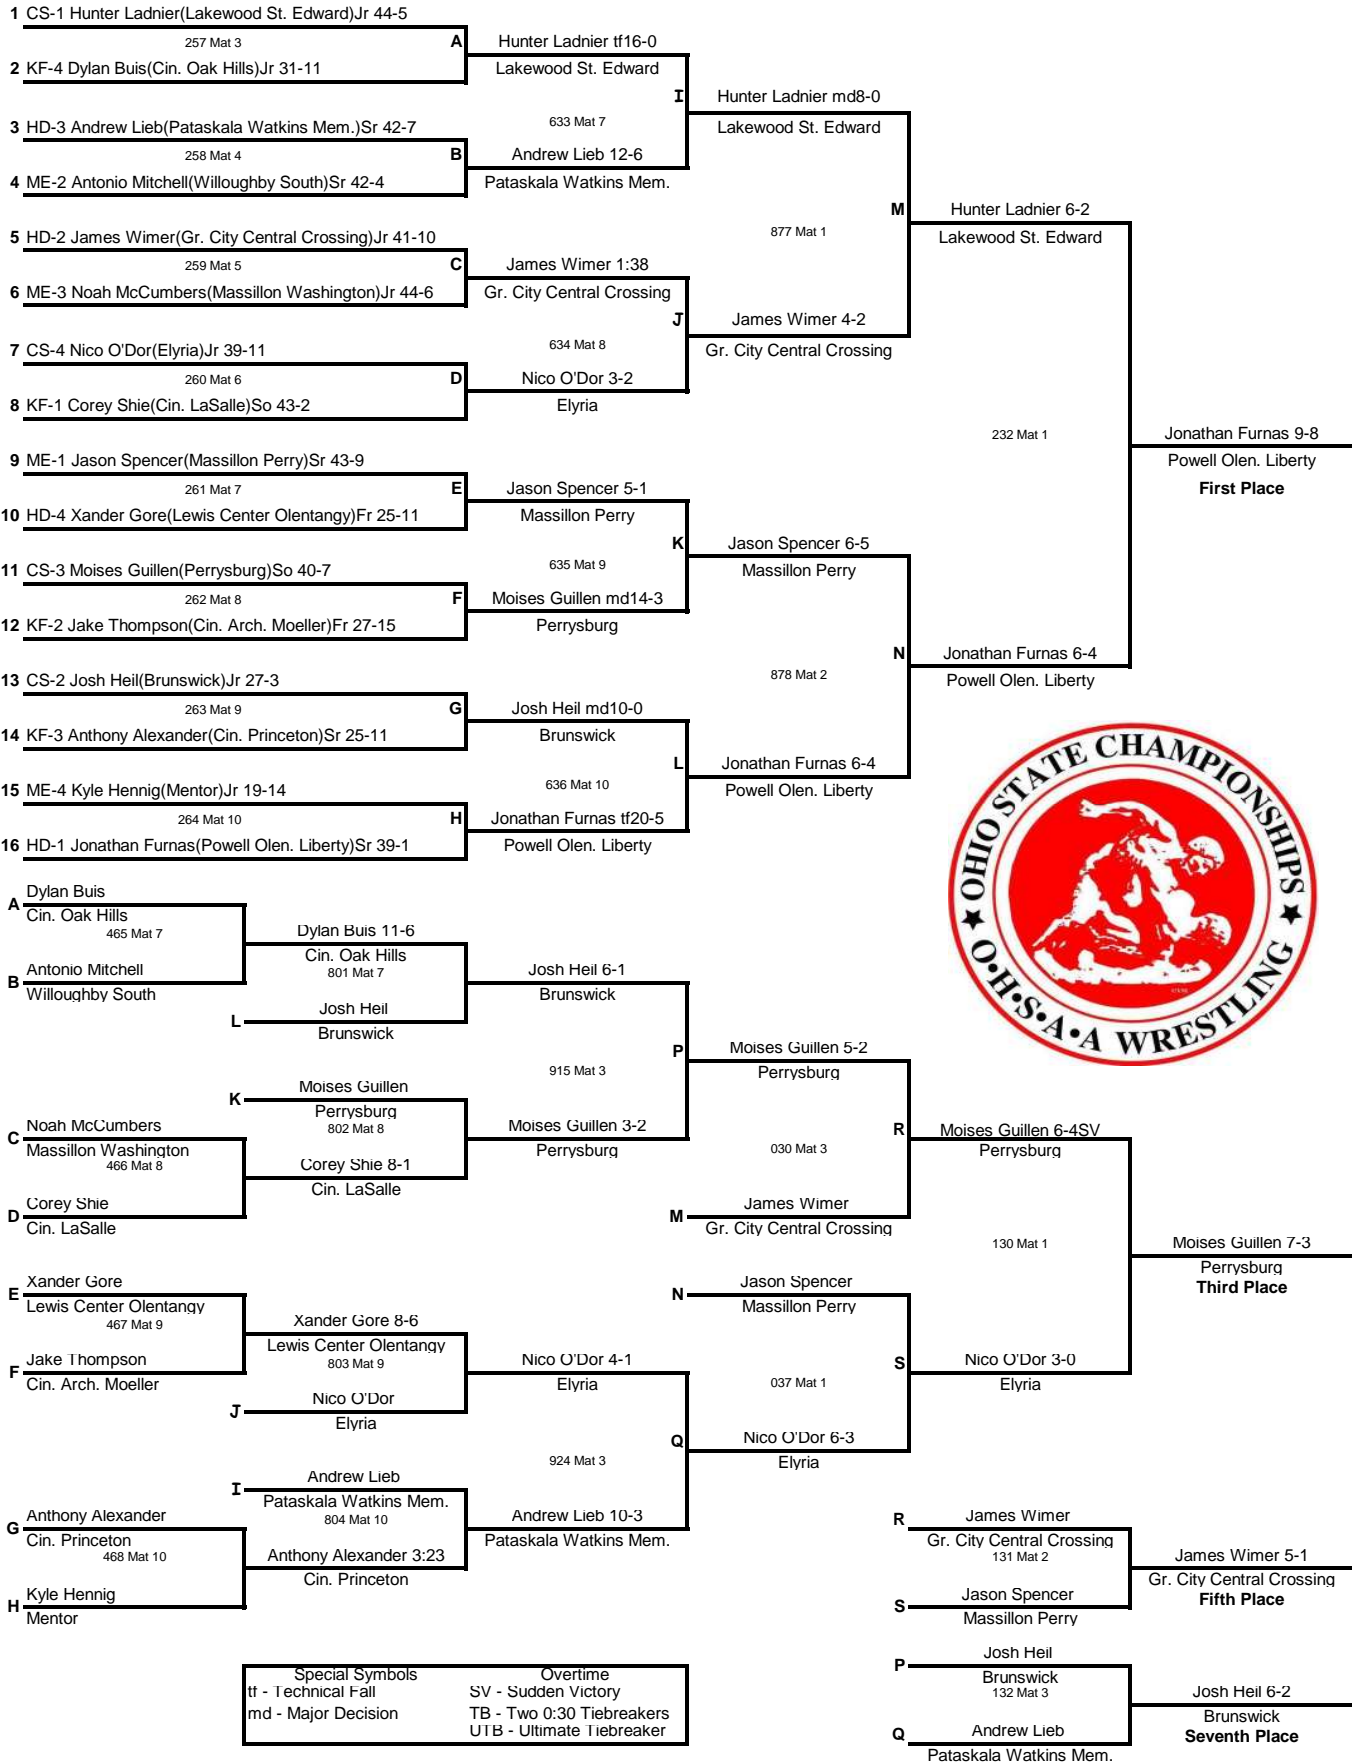 1 CS-1 Hunter Ladnier(Lakewood St. Edward)Jr 44-5
257 Mat 3
A
2 KF-4 Dylan Buis(Cin. Oak Hills)Jr 31-11
Hunter Ladnier tf16-0
Lakewood St. Edward
3 HD-3 Andrew Lieb(Pataskala Watkins Mem.)Sr 42-7
258 Mat 4
B
4 ME-2 Antonio Mitchell(Willoughby South)Sr 42-4
Andrew Lieb 12-6
Pataskala Watkins Mem.
I
633 Mat 7
Hunter Ladnier md8-0
Lakewood St. Edward
5 HD-2 James Wimer(Gr. City Central Crossing)Jr 41-10
259 Mat 5
C
6 ME-3 Noah McCumbers(Massillon Washington)Jr 44-6
James Wimer 1:38
Gr. City Central Crossing
7 CS-4 Nico O'Dor(Elyria)Jr 39-11
260 Mat 6
D
8 KF-1 Corey Shie(Cin. LaSalle)So 43-2
Nico O'Dor 3-2
Elyria
J
634 Mat 8
James Wimer 4-2
Gr. City Central Crossing
M
877 Mat 1
Hunter Ladnier 6-2
Lakewood St. Edward
9 ME-1 Jason Spencer(Massillon Perry)Sr 43-9
261 Mat 7
E
10 HD-4 Xander Gore(Lewis Center Olentangy)Fr 25-11
Jason Spencer 5-1
Massillon Perry
11 CS-3 Moises Guillen(Perrysburg)So 40-7
262 Mat 8
F
12 KF-2 Jake Thompson(Cin. Arch. Moeller)Fr 27-15
Moises Guillen md14-3
Perrysburg
K
635 Mat 9
Jason Spencer 6-5
Massillon Perry
13 CS-2 Josh Heil(Brunswick)Jr 27-3
263 Mat 9
G
14 KF-3 Anthony Alexander(Cin. Princeton)Sr 25-11
Josh Heil md10-0
Brunswick
15 ME-4 Kyle Hennig(Mentor)Jr 19-14
264 Mat 10
H
16 HD-1 Jonathan Furnas(Powell Olen. Liberty)Sr 39-1
Jonathan Furnas tf20-5
Powell Olen. Liberty
L
636 Mat 10
Jonathan Furnas 6-4
Powell Olen. Liberty
N
878 Mat 2
Jonathan Furnas 6-4
Powell Olen. Liberty
232 Mat 1
Jonathan Furnas 9-8
Powell Olen. Liberty
First Place
OHIO STATE CHAMPIONSHIPS
★ O•H•S•A•A WRESTLING ★
A
Dylan Buis
Cin. Oak Hills
465 Mat 7
B
Antonio Mitchell
Willoughby South
Dylan Buis 11-6
Cin. Oak Hills
801 Mat 7
L
Josh Heil
Brunswick
Josh Heil 6-1
Brunswick
K
Moises Guillen
Perrysburg
802 Mat 8
C
Noah McCumbers
Massillon Washington
466 Mat 8
D
Corey Shie
Cin. LaSalle
Corey Shie 8-1
Cin. LaSalle
Moises Guillen 3-2
Perrysburg
P
915 Mat 3
Moises Guillen 5-2
Perrysburg
M
James Wimer
Gr. City Central Crossing
R
030 Mat 3
Moises Guillen 6-4SV
Perrysburg
E
Xander Gore
Lewis Center Olentangy
467 Mat 9
F
Jake Thompson
Cin. Arch. Moeller
Xander Gore 8-6
Lewis Center Olentangy
803 Mat 9
J
Nico O'Dor
Elyria
Nico O'Dor 4-1
Elyria
I
Andrew Lieb
Pataskala Watkins Mem.
804 Mat 10
G
Anthony Alexander
Cin. Princeton
468 Mat 10
H
Kyle Hennig
Mentor
Anthony Alexander 3:23
Cin. Princeton
Andrew Lieb 10-3
Pataskala Watkins Mem.
Q
924 Mat 3
N
Jason Spencer
Massillon Perry
Nico O'Dor 6-3
Elyria
S
037 Mat 1
Nico O'Dor 3-0
Elyria
130 Mat 1
Moises Guillen 7-3
Perrysburg
Third Place
R
James Wimer
Gr. City Central Crossing
131 Mat 2
S
Jason Spencer
Massillon Perry
James Wimer 5-1
Gr. City Central Crossing
Fifth Place
P
Josh Heil
Brunswick
132 Mat 3
Q
Andrew Lieb
Pataskala Watkins Mem.
Josh Heil 6-2
Brunswick
Seventh Place
Special Symbols
tf - Technical Fall
md - Major Decision
Overtime
SV - Sudden Victory
TB - Two 0:30 Tiebreakers
UTB - Ultimate Tiebreaker